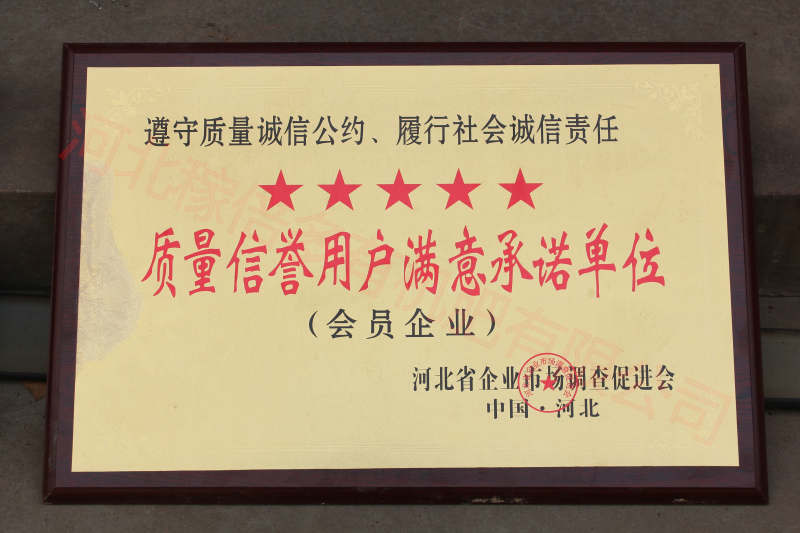 遵守质量诚信公约、履行社会诚信责任
★★★★★
质量信誉用户满意承诺单位
（会员企业）
河北省企业市场调查促进会
中国·河北